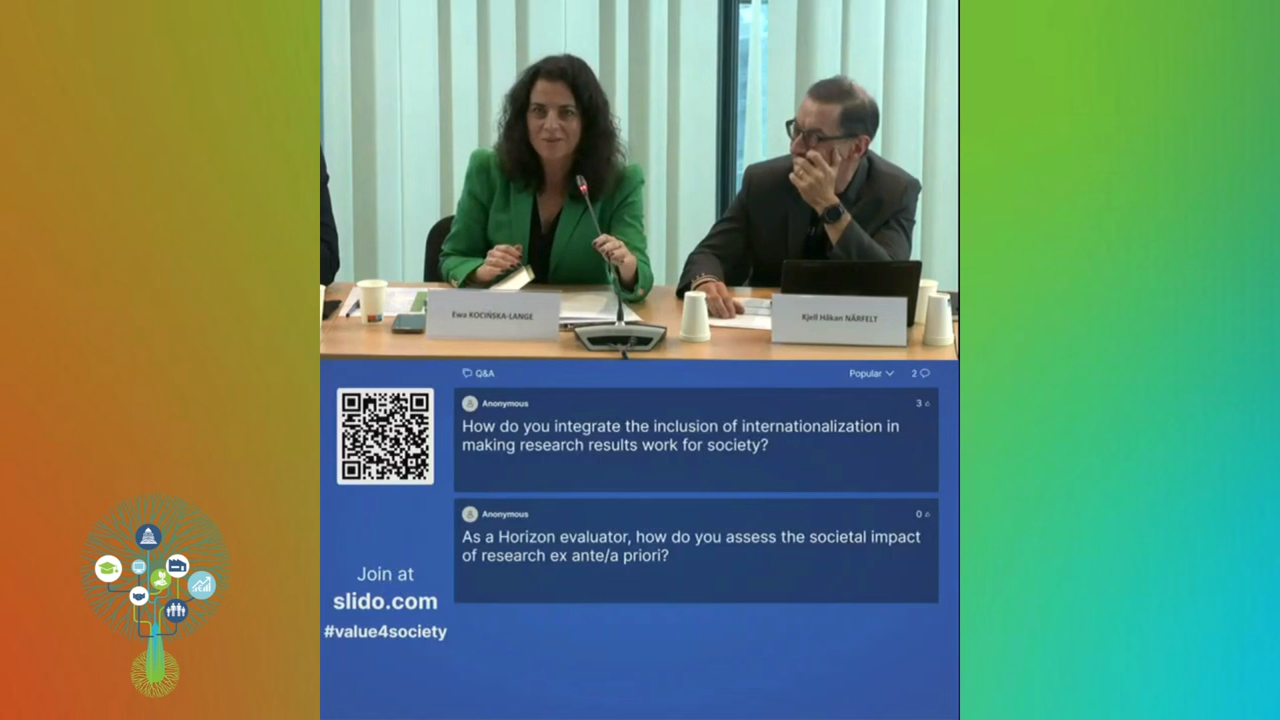 Ewa KOCIŃSKA-LANGE
Kjell Håkan NÄRFELT
Q&A
Popular
2
Anonymous
3
How do you integrate the inclusion of internationalization in
making research results work for society?
Anonymous
0
As a Horizon evaluator, how do you assess the societal impact
of research ex ante/a priori?
Join at
slido.com
#value4society